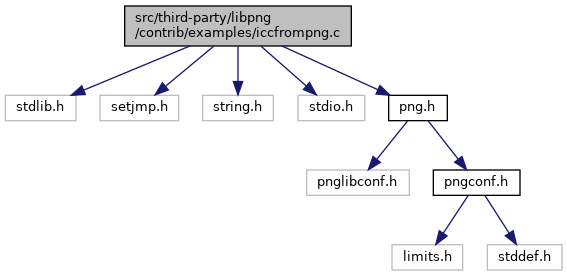 src/third-party/libpng
/contrib/examples/iccfrompng.c
stdlib.h
setjmp.h
string.h
stdio.h
png.h
pnglibconf.h
pngconf.h
limits.h
stddef.h